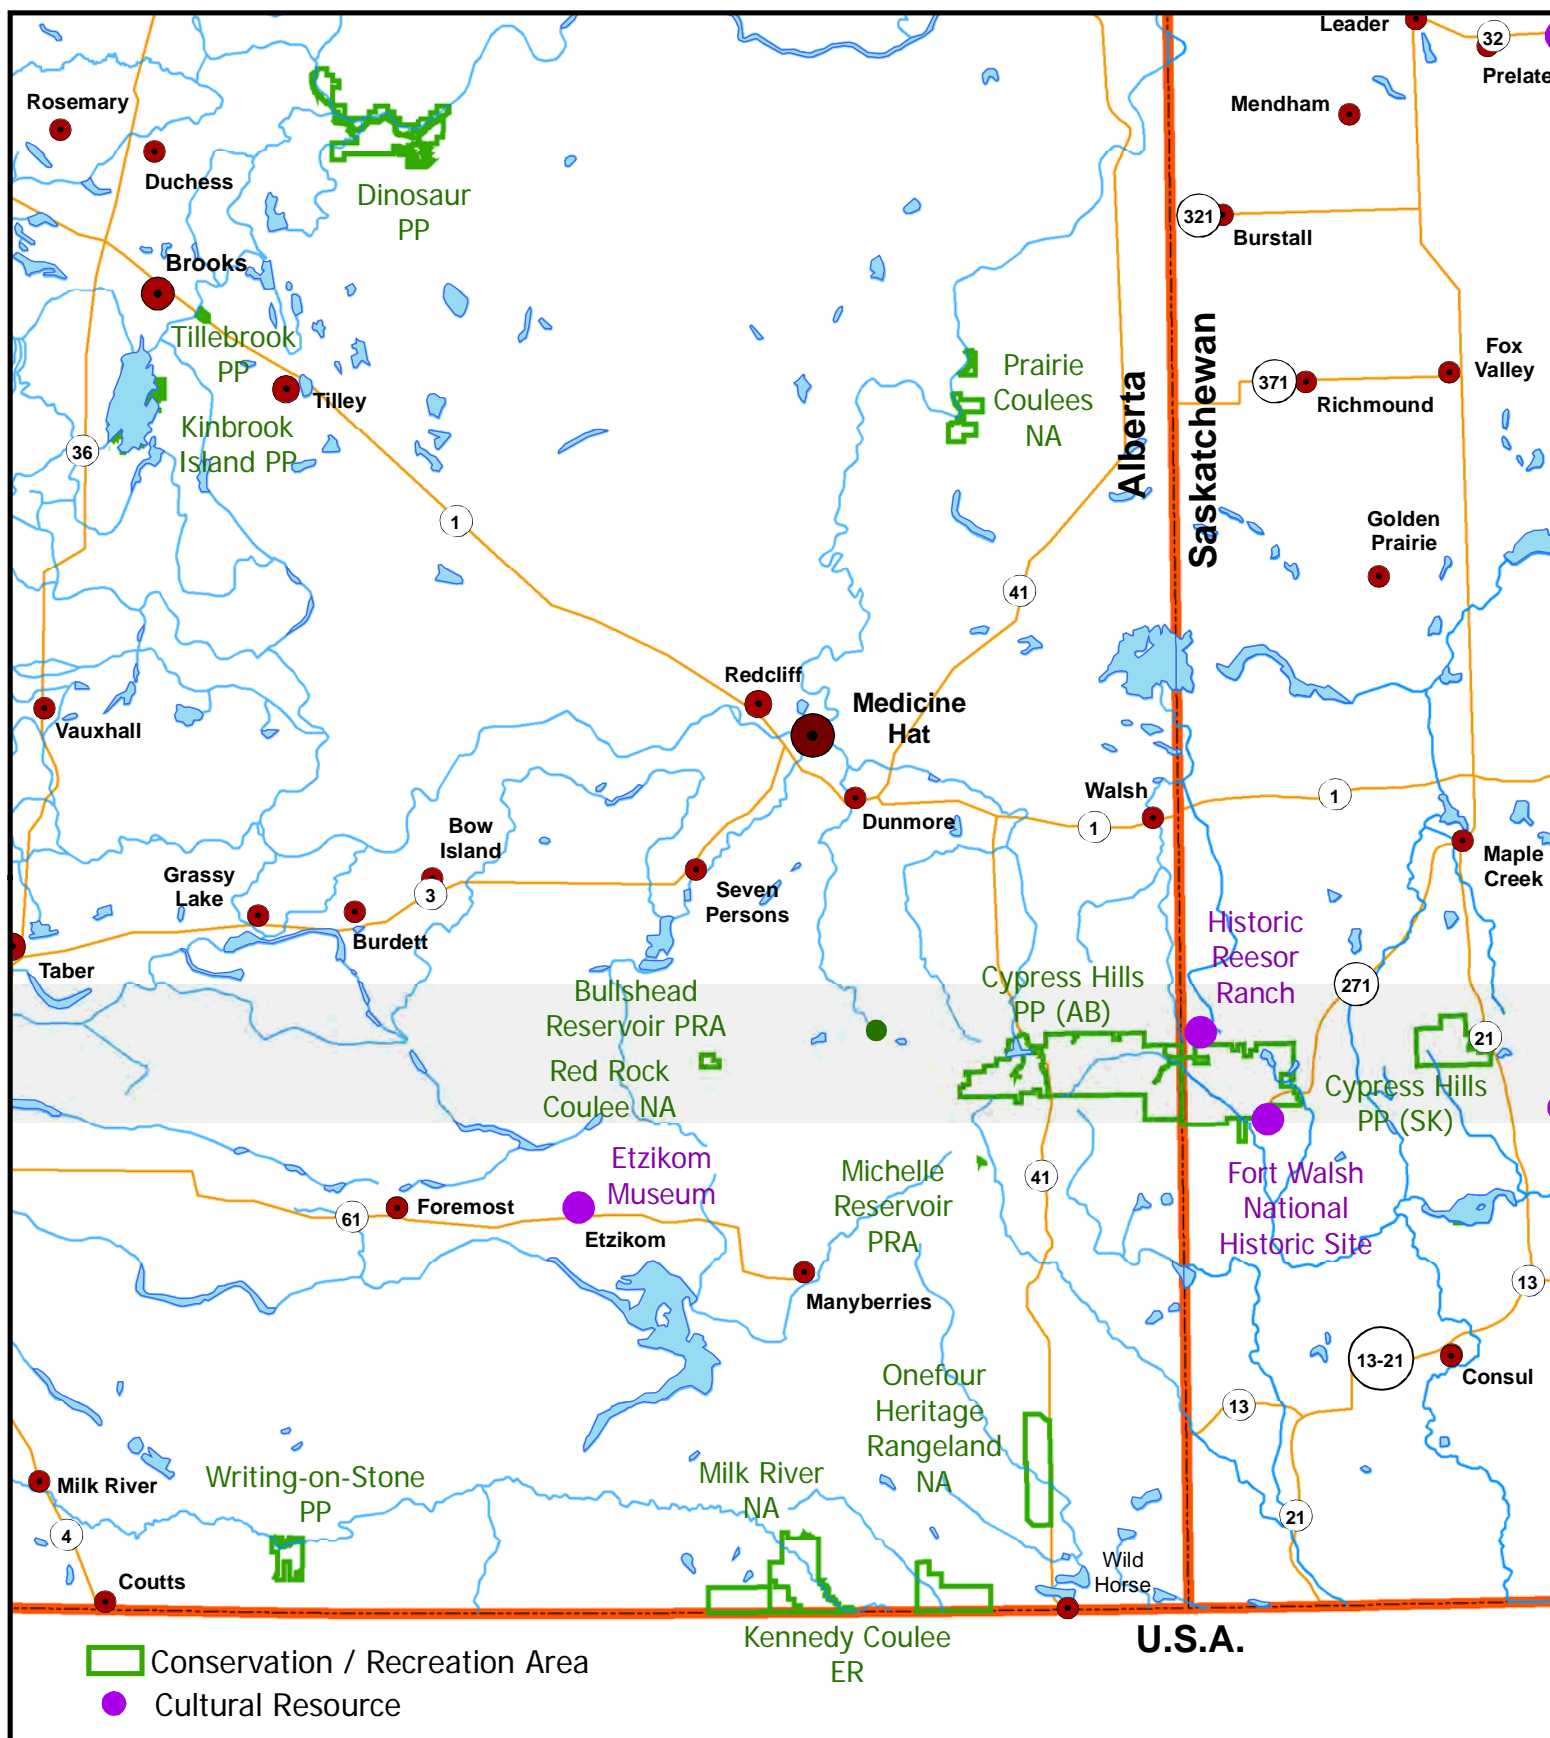 Leader
32
Prelate
Rosemary
Mendham
Duchess
Dinosaur
PP
321
Burstall
Brooks
Tillebrook
PP
Tilley
Kinbrook
Island PP
36
Prairie
Coulees
NA
Alberta
Saskatchewan
Fox
Valley
371
Richmound
1
Golden
Prairie
41
Redcliff
Medicine
Hat
Vauxhall
Walsh
1
1
Dunmore
Bow
Island
3
Grassy
Lake
Burdett
Seven
Persons
Maple
Creek
Taber
Historic
Reesor
Ranch
271
Cypress Hills
PP (AB)
Bullshead
Reservoir PRA
21
Red Rock
Coulee NA
Cypress Hills
PP (SK)
Etzikom
Museum
Michelle
Reservoir
PRA
41
Fort Walsh
National
Historic Site
Foremost
61
Etzikom
13
Manyberries
13-21
Consul
Onefour
Heritage
Rangeland
NA
13
Milk River
Writing-on-Stone
PP
Milk River
NA
21
4
Coutts
Wild
Horse
Kennedy Coulee
ER
U.S.A.
Conservation / Recreation Area
Cultural Resource